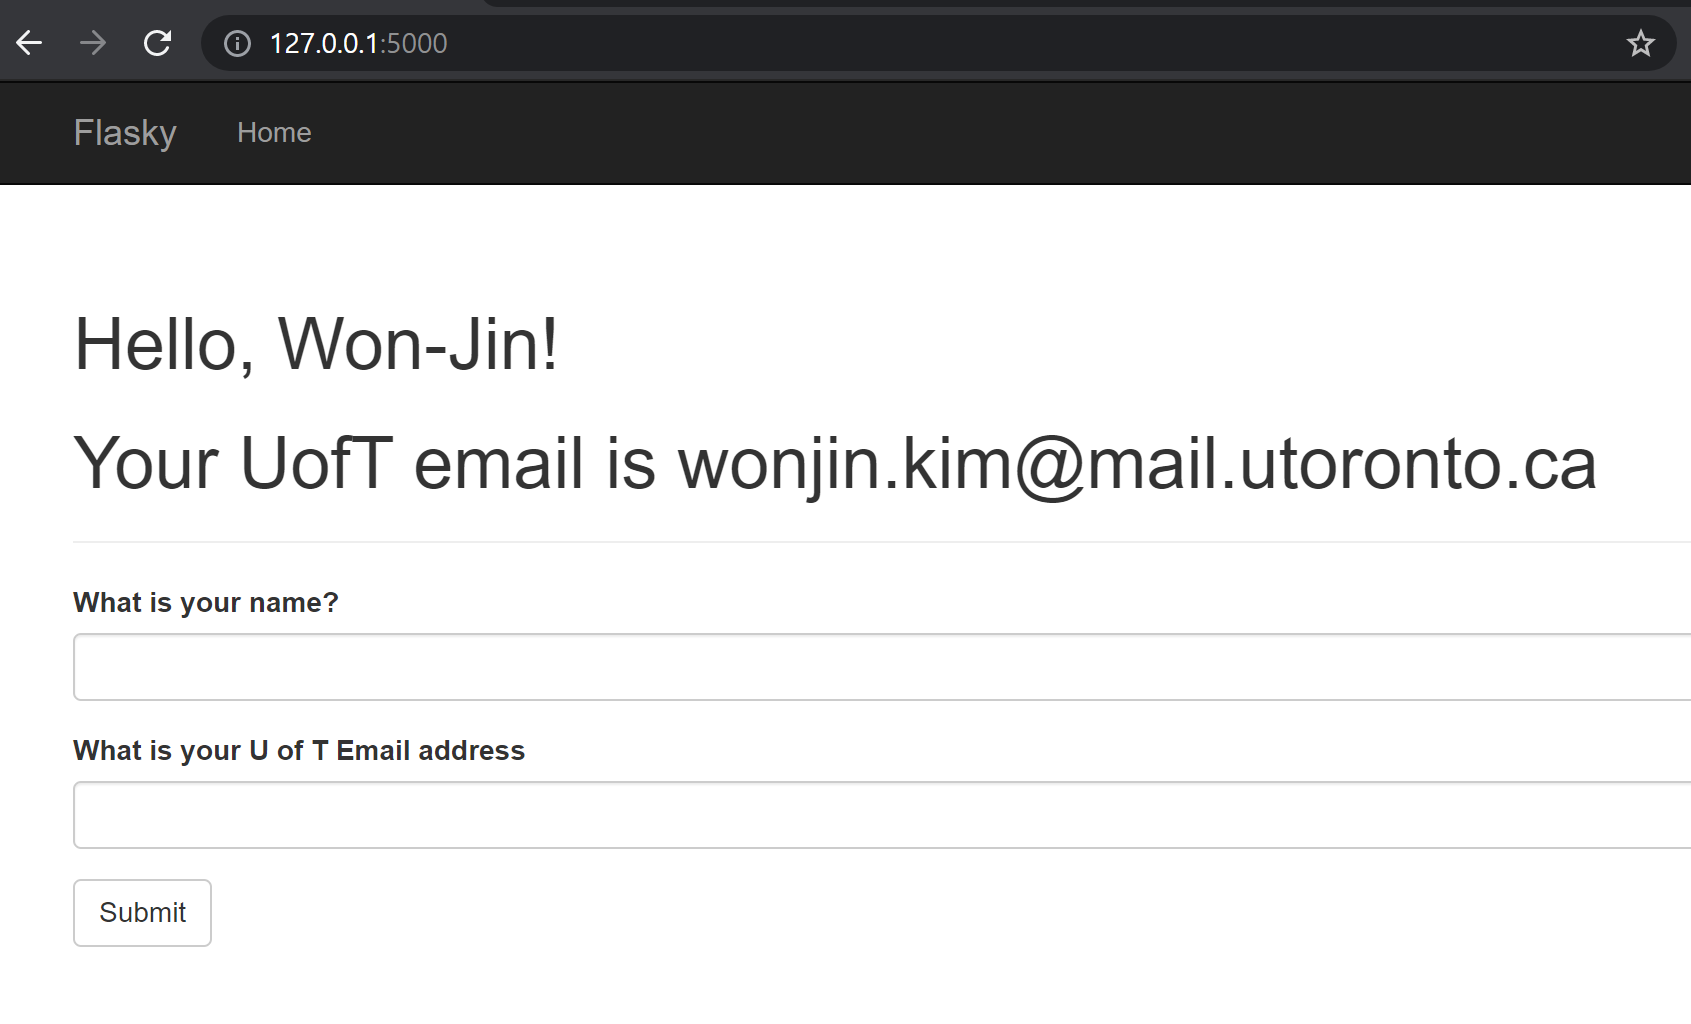 127.0.0.1:5000
Flasky Home
Hello, Won-Jin!
Your UofT email is wonjin.kim@mail.utoronto.ca
What is your name?
What is your U of T Email address
Submit